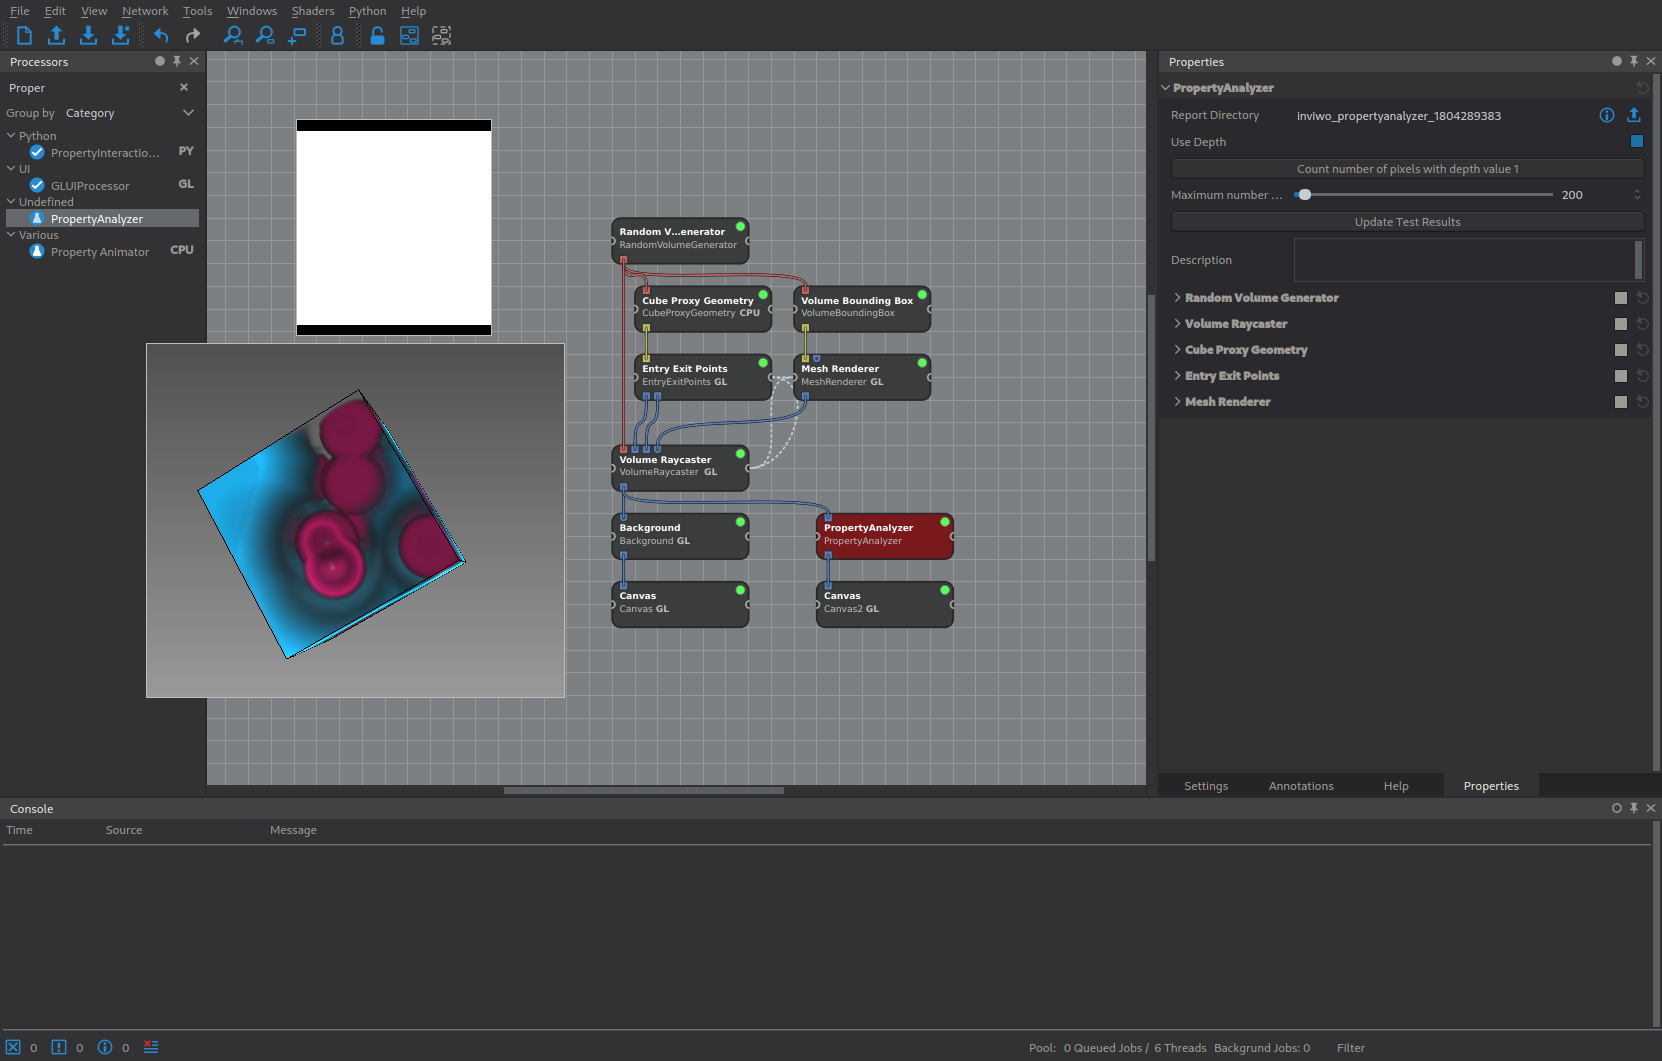 File Edit View Network Tools Windows Shaders Python Help
Processors
Proper
Group by Category
Python
PropertyInteractio... PY
UI
GLUIProcessor GL
Undefined
PropertyAnalyzer
Various
Property Animator CPU
Random V...enerator
RandomVolumeGenerator
Cube Proxy Geometry
CubeProxyGeometry CPU
Volume Bounding Box
VolumeBoundingBox
Entry Exit Points
EntryExitPoints GL
Mesh Renderer
MeshRenderer GL
Volume Raycaster
VolumeRaycaster GL
Background
Background GL
PropertyAnalyzer
PropertyAnalyzer
Canvas
Canvas GL
Canvas
Canvas2 GL
Properties
PropertyAnalyzer
Report Directory inviwo_propertyanalyzer_1804289383
Use Depth
Count number of pixels with depth value 1
Maximum number ... 200
Update Test Results
Description
Random Volume Generator
Volume Raycaster
Cube Proxy Geometry
Entry Exit Points
Mesh Renderer
Settings Annotations Help Properties
Console
Time Source Message
0 0 0
Pool: 0 Queued Jobs / 6 Threads Backgrund Jobs: 0 Filter